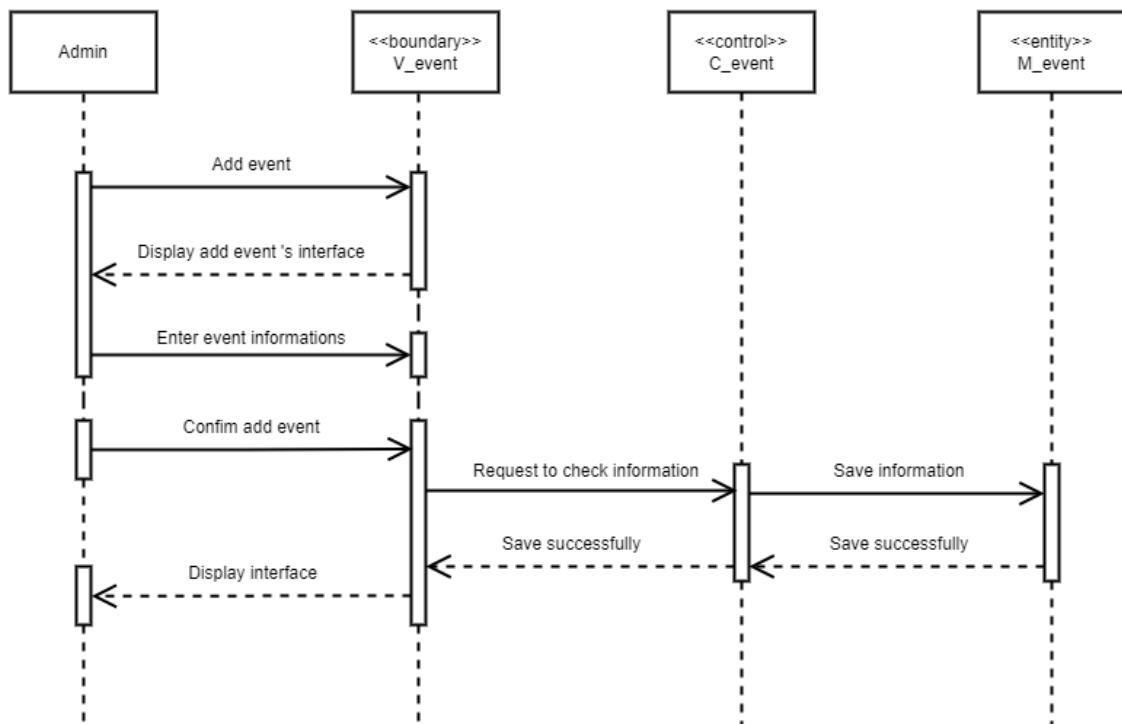 Admin
<<boundary>>
V_event
<<control>>
C_event
<<entity>>
M_event
Add event
Display add event 's interface
Enter event informations
Confim add event
Request to check information
Save information
Save successfully
Save successfully
Display interface